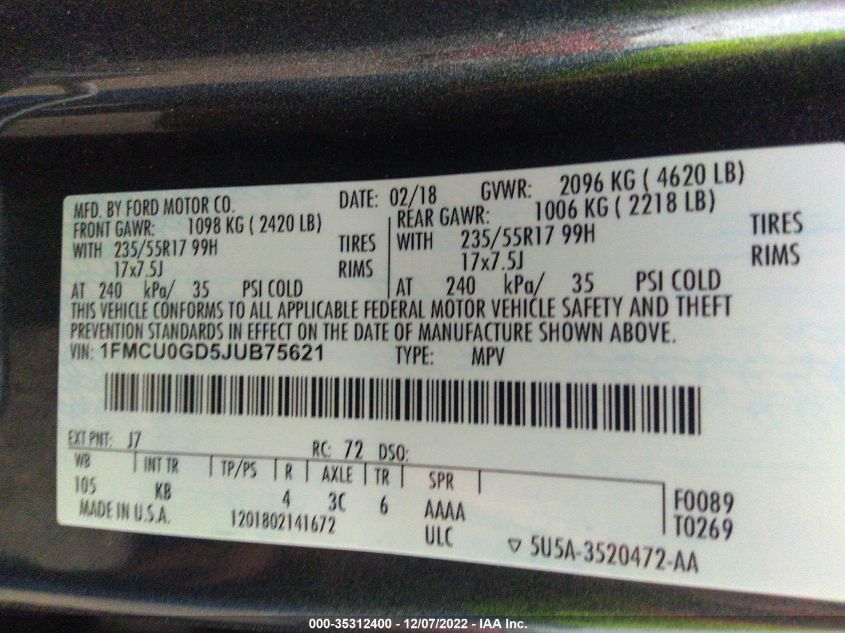 MFD. BY FORD MOTOR CO. DATE: 02/18 GVWR: 2096 KG ( 4620 LB)
FRONT GAWR: 1098 KG ( 2420 LB) REAR GAWR: 1006 KG ( 2218 LB)
WITH 235/55R17 99H TIRES WITH 235/55R17 99H TIRES
17x7.5J RIMS 17x7.5J RIMS
AT 240 kPa/ 35 PSI COLD AT 240 kPa/ 35 PSI COLD
THIS VEHICLE CONFORMS TO ALL APPLICABLE FEDERAL MOTOR VEHICLE SAFETY AND THEFT
PREVENTION STANDARDS IN EFFECT ON THE DATE OF MANUFACTURE SHOWN ABOVE.
VIN: 1FMCU0GD5JUB75621 TYPE: MPV
EXT PNT: J7 RC: 72 DSO:
WB INT TR TP/PS R AXLE TR SPR
105 KB 4 3C 6 AAAA F0089
MADE IN U.S.A. 1201802141672 ULC T0269
▽ 5U5A-3520472-AA
000-35312400 - 12/07/2022 - IAA Inc.